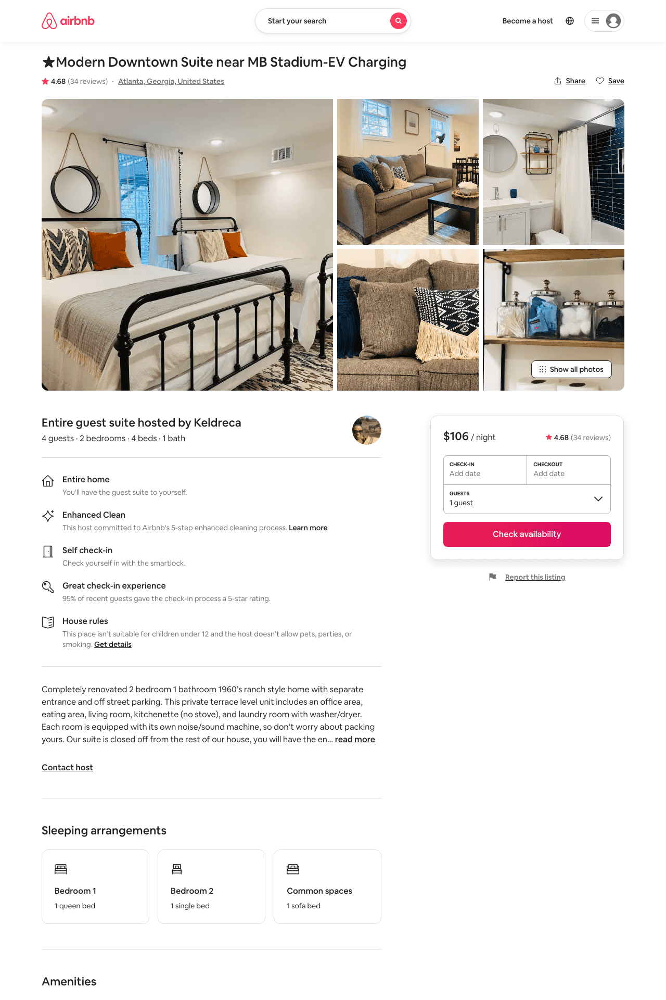 airbnb
Start your search
Become a host
★Modern Downtown Suite near MB Stadium-EV Charging
4.68 (34 reviews) · Atlanta, Georgia, United States
Share
Save
Show all photos
Entire guest suite hosted by Keldreca
4 guests · 2 bedrooms · 4 beds · 1 bath
Entire home
You’ll have the guest suite to yourself.
Enhanced Clean
This host committed to Airbnb's 5-step enhanced cleaning process. Learn more
Self check-in
Check yourself in with the smartlock.
Great check-in experience
95% of recent guests gave the check-in process a 5-star rating.
House rules
This place isn’t suitable for children under 12 and the host doesn’t allow pets, parties, or
smoking. Get details
$106 / night
4.68 (34 reviews)
CHECK-IN
Add date
CHECKOUT
Add date
GUESTS
1 guest
Check availability
Report this listing
Completely renovated 2 bedroom 1 bathroom 1960’s ranch style home with separate
entrance and off street parking. This private terrace level unit includes an office area,
eating area, living room, kitchenette (no stove), and laundry room with washer/dryer.
Each room is equipped with its own noise/sound machine, so don’t worry about packing
yours. Our suite is closed off from the rest of our house, you will have the en... read more
Contact host
Sleeping arrangements
Bedroom 1
1 queen bed
Bedroom 2
1 single bed
Common spaces
1 sofa bed
Amenities